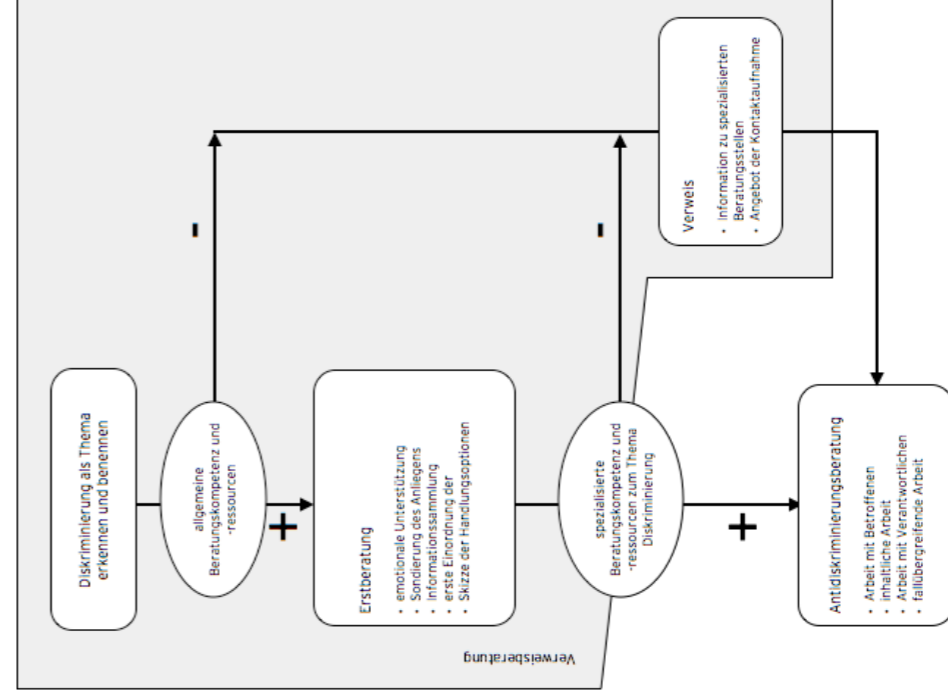 Diskriminierung als Thema
erkennen und benennen
allgemeine
Beratungskompetenz und
-ressourcen
-
+
Erstberatung
• emotionale Unterstützung
• Sondierung des Anliegens
• Informationssammlung
• erste Einordnung der
• Skizze der Handlungsoptionen
spezialisierte
Beratungskompetenz und
-ressourcen zum Thema
Diskriminierung
-
+
Verweis
• Information zu spezialisierten
Beratungsstellen
• Angebot der Kontaktaufnahme
Antidiskriminierungsberatung
• Arbeit mit Betroffenen
• inhaltliche Arbeit
• Arbeit mit Verantwortlichen
• fallübergreifende Arbeit
Verweisberatung